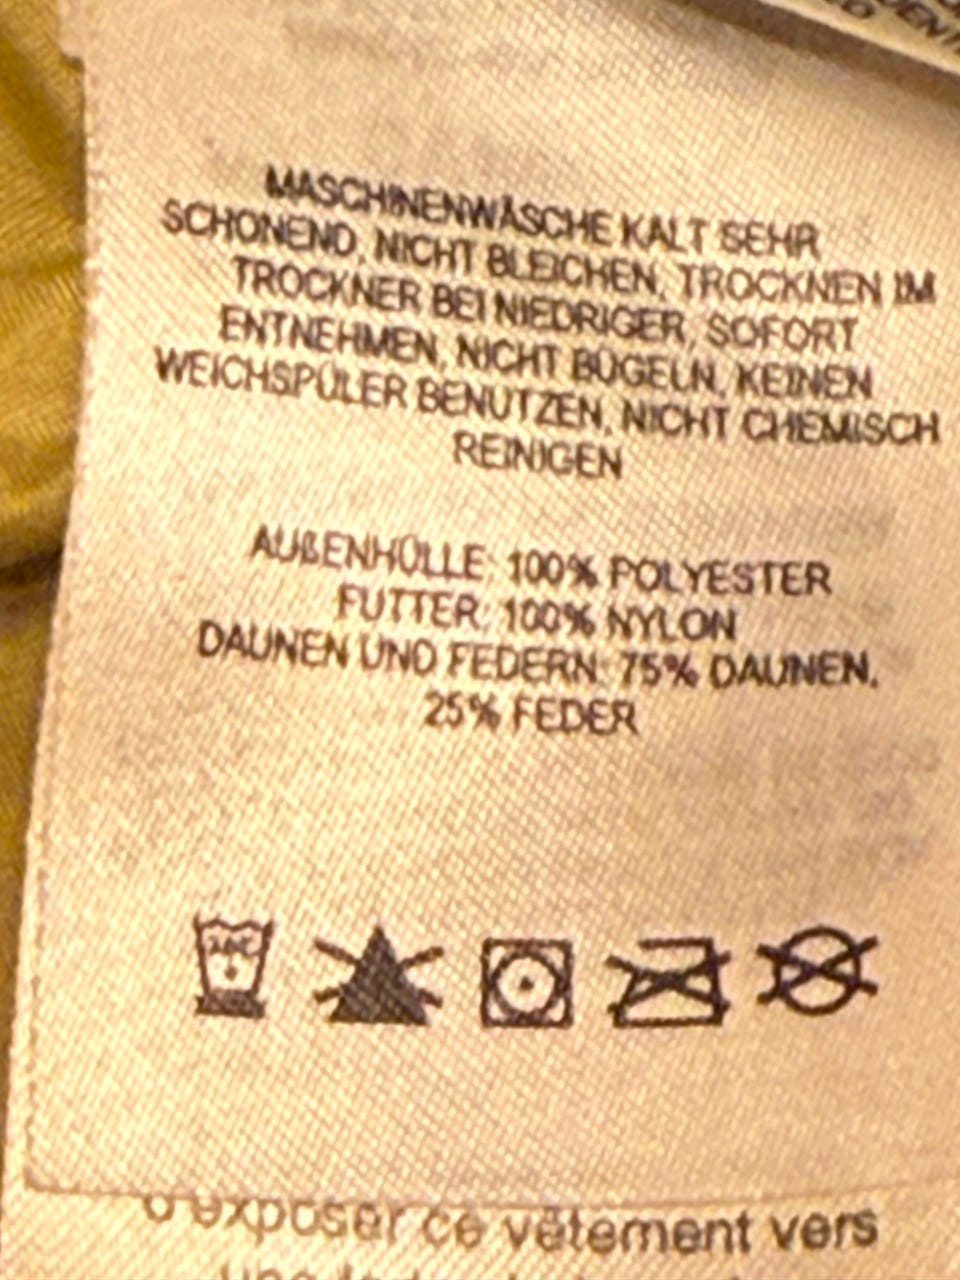 MASCHINENWÄSCHE KALT SEHR
SCHONEND, NICHT BLEICHEN, TROCKNEN IM
TROCKNER BEI NIEDRIGER, SOFORT
ENTNEHMEN, NICHT BÜGELN, KEINEN
WEICHSPÜLER BENUTZEN, NICHT CHEMISCH
REINIGEN
AUßENHÜLLE: 100% POLYESTER
FUTTER: 100% NYLON
DAUNEN UND FEDERN: 75% DAUNEN,
25% FEDER
d'exposer ce vêtement vers